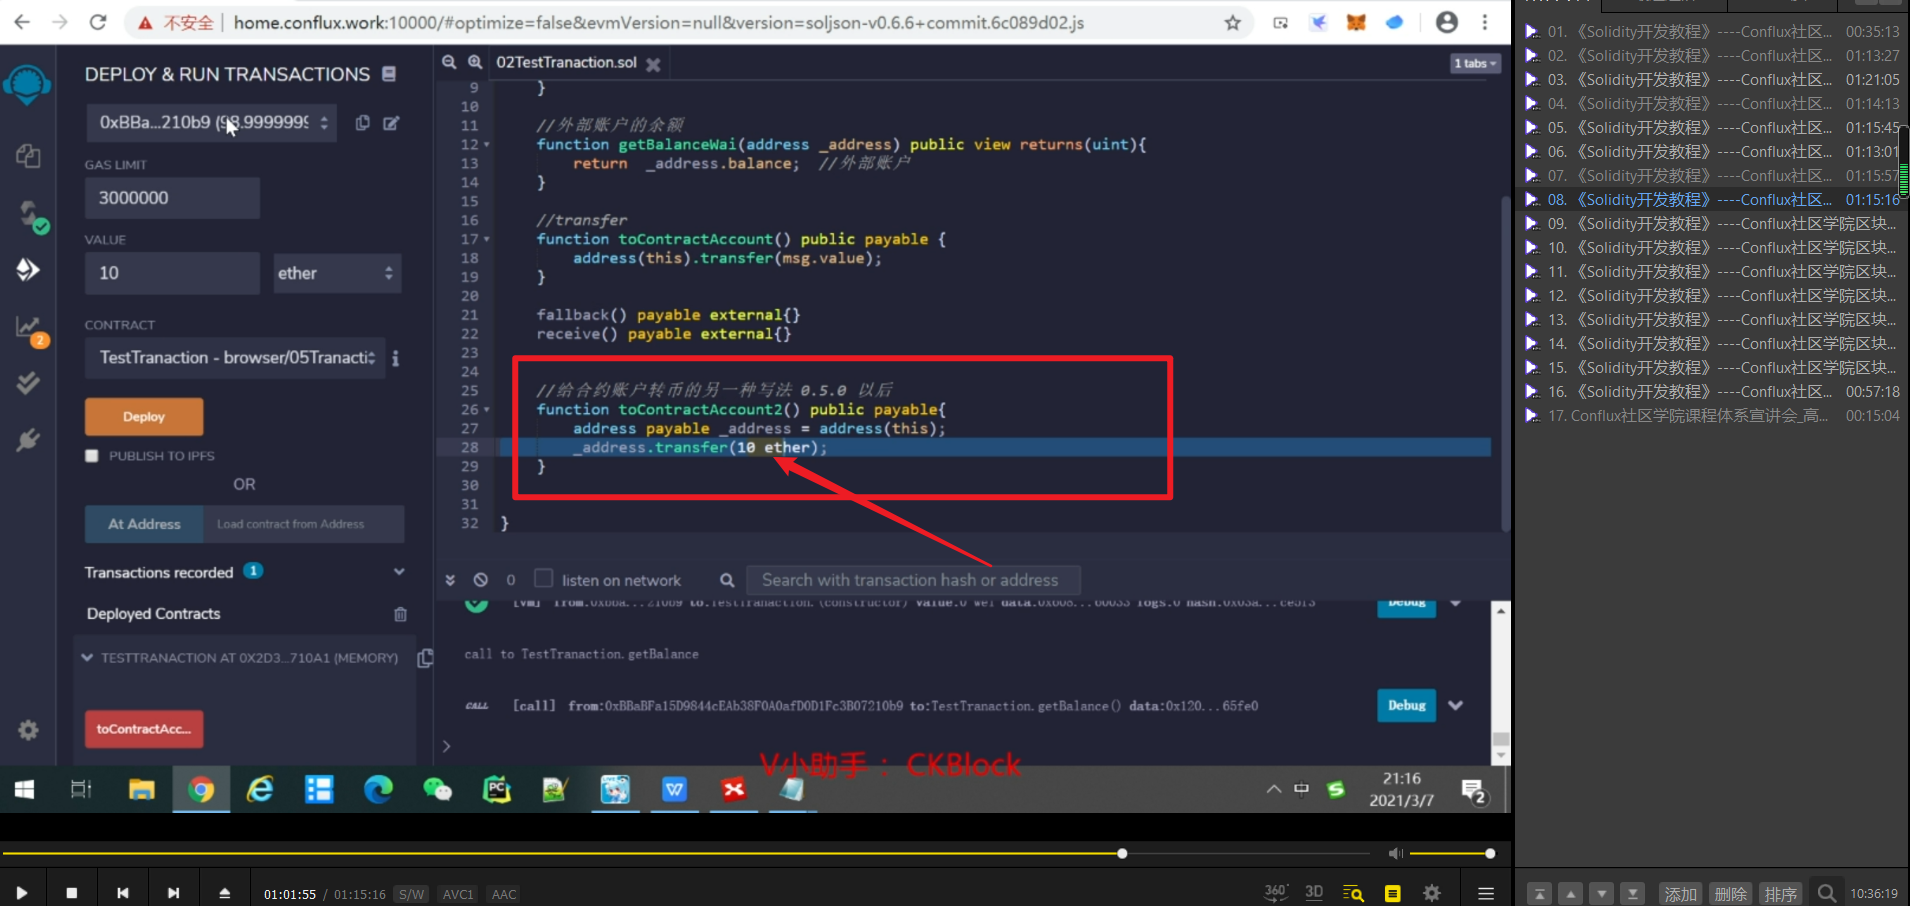 不安全 home.conflux.work:10000/#optimize=false&evmVersion=null&version=soljson-v0.6.6+commit.6c089d02.js
DEPLOY & RUN TRANSACTIONS
0xBBa...210b9 (98.9999999
GAS LIMIT
3000000
VALUE
10 ether
CONTRACT
TestTranaction - browser/05Tranacti
Deploy
PUBLISH TO IPFS
OR
At Address Load contract from Address
Transactions recorded 1
Deployed Contracts
TESTTRANACTION AT 0X2D3...710A1 (MEMORY)
toContractAcc...
2
02TestTranaction.sol
1 tabs
9 }
10
11 //外部账户的余额
12 function getBalanceWai(address _address) public view returns(uint){
13 return _address.balance; //外部账户
14 }
15
16 //transfer
17 function toContractAccount() public payable {
18 address(this).transfer(msg.value);
19 }
20
21 fallback() payable external{}
22 receive() payable external{}
23
24
25 //给合约账户转币的另一种写法 0.5.0 以后
26 function toContractAccount2() public payable{
27 address payable _address = address(this);
28 _address.transfer(10 ether);
29 }
30
31
32 }
0 listen on network Search with transaction hash or address
[vm] from:0xBBa...210b9 to:TestTranaction.(constructor) value:0 wei data:0x608...60033 logs:0 hash:0x03a...ce5f3 Debug
call to TestTranaction.getBalance
CALL [call] from:0xBBaBFa15D9844cEAb38F0A0afD0D1Fc3B07210b9 to:TestTranaction.getBalance() data:0x120...65fe0 Debug
>
V小助手： CKBlock
中
21:16
2021/3/7
2
01:01:55 / 01:15:16 S/W AVC1 AAC
360° 3D
01. 《Solidity开发教程》----Conflux社区... 00:35:13
02. 《Solidity开发教程》----Conflux社区... 01:13:27
03. 《Solidity开发教程》----Conflux社区... 01:21:05
04. 《Solidity开发教程》----Conflux社区... 01:14:13
05. 《Solidity开发教程》----Conflux社区... 01:15:45
06. 《Solidity开发教程》----Conflux社区... 01:13:01
07. 《Solidity开发教程》----Conflux社区... 01:15:57
08. 《Solidity开发教程》----Conflux社区... 01:15:16
09. 《Solidity开发教程》----Conflux社区学院区块...
10. 《Solidity开发教程》----Conflux社区学院区块...
11. 《Solidity开发教程》----Conflux社区学院区块...
12. 《Solidity开发教程》----Conflux社区学院区块...
13. 《Solidity开发教程》----Conflux社区学院区块...
14. 《Solidity开发教程》----Conflux社区学院区块...
15. 《Solidity开发教程》----Conflux社区学院区块...
16. 《Solidity开发教程》----Conflux社区... 00:57:18
17. Conflux社区学院课程体系宣讲会_高... 00:15:04
添加 删除 排序 10:36:19